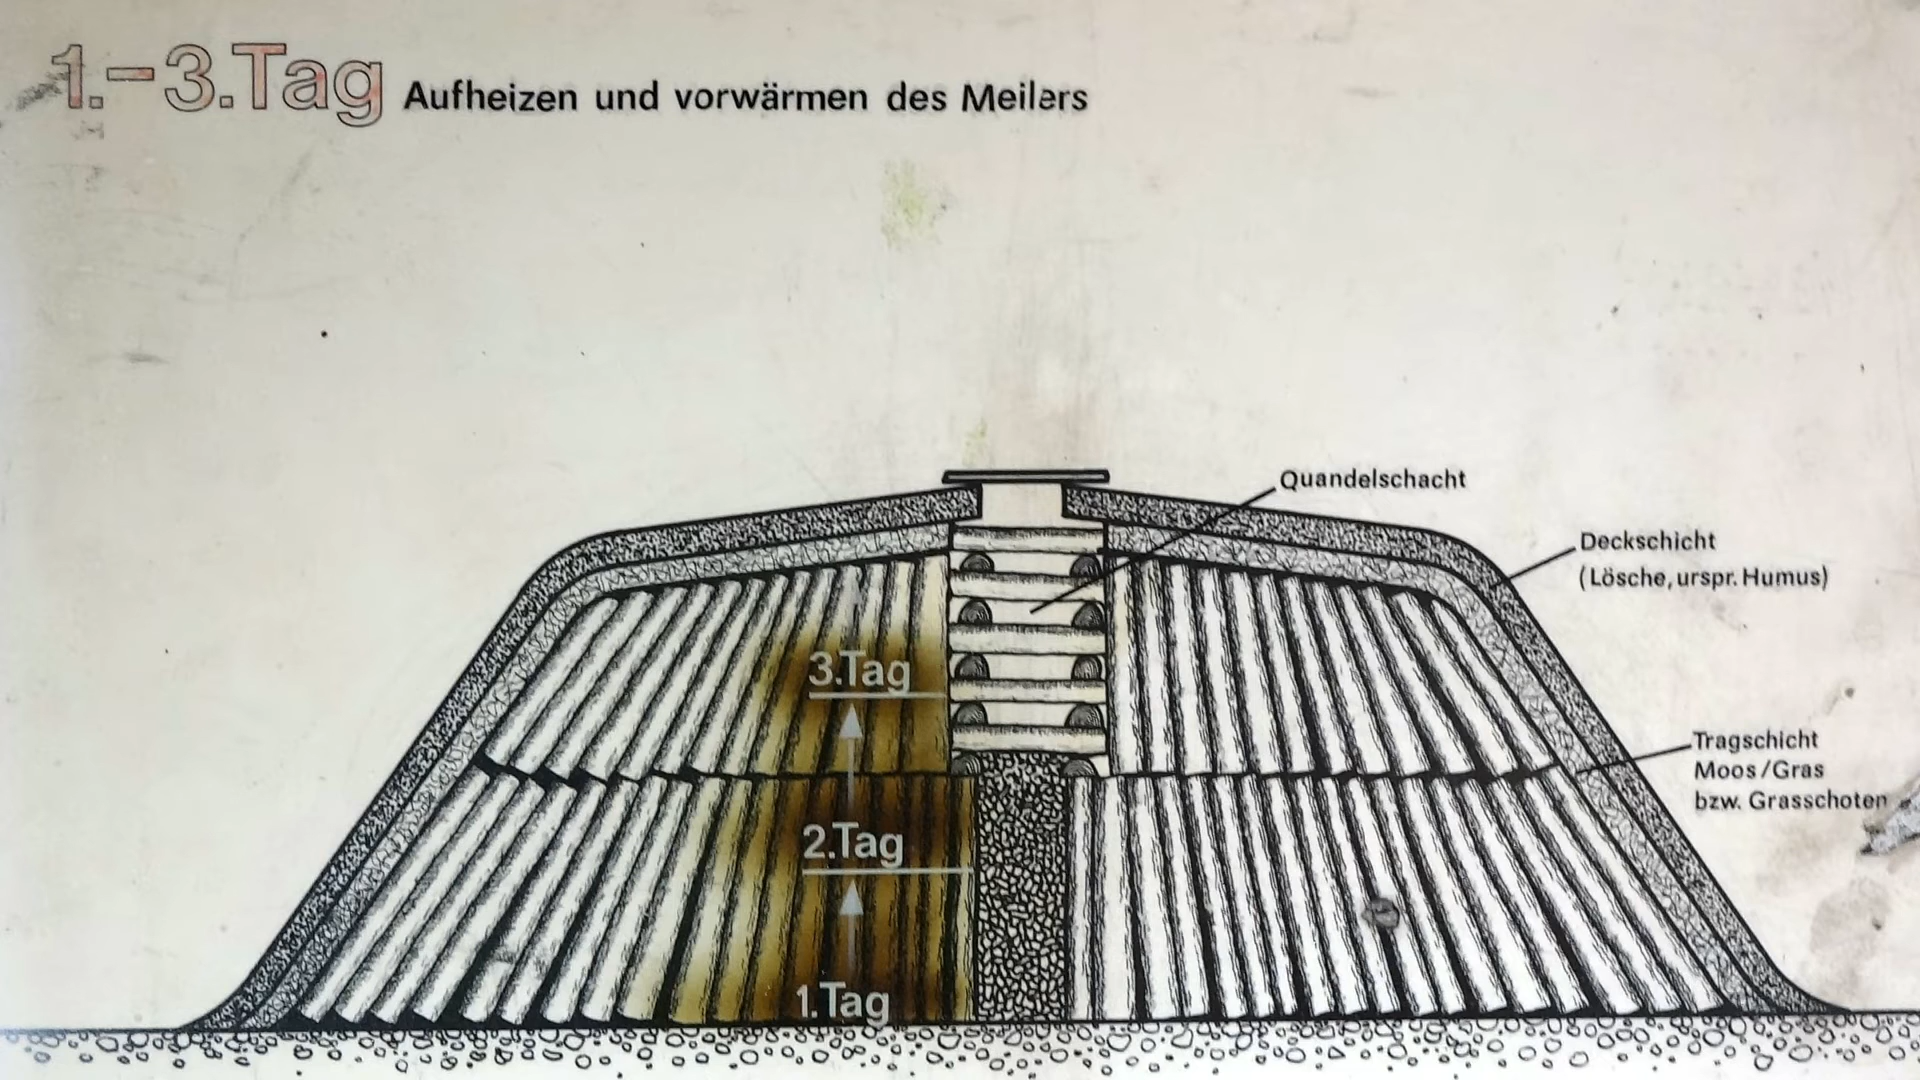 1.–3.Tag Aufheizen und vorwärmen des Meilers
Quandelschacht
Deckschicht
(Lösche, urspr. Humus)
3.Tag
Tragschicht
Moos/Gras
bzw. Grasschoten
2.Tag
1.Tag